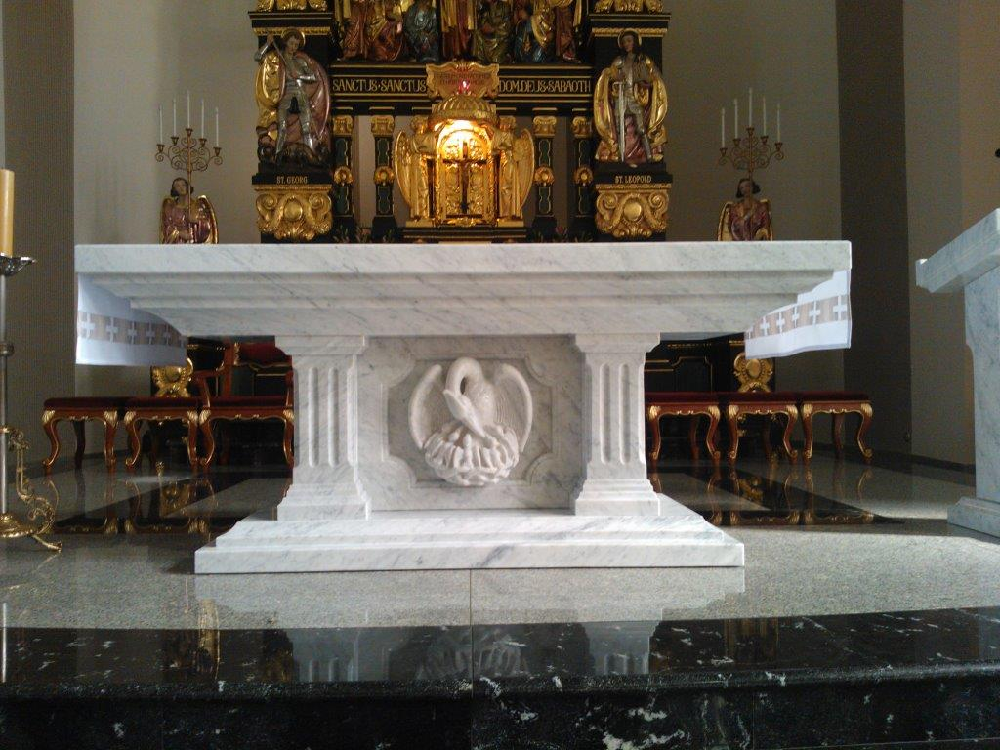 SANCTUS·SANCTUS
DOM.DEUS SABAOTH
ST. GEORG
ST. LEOPOLD